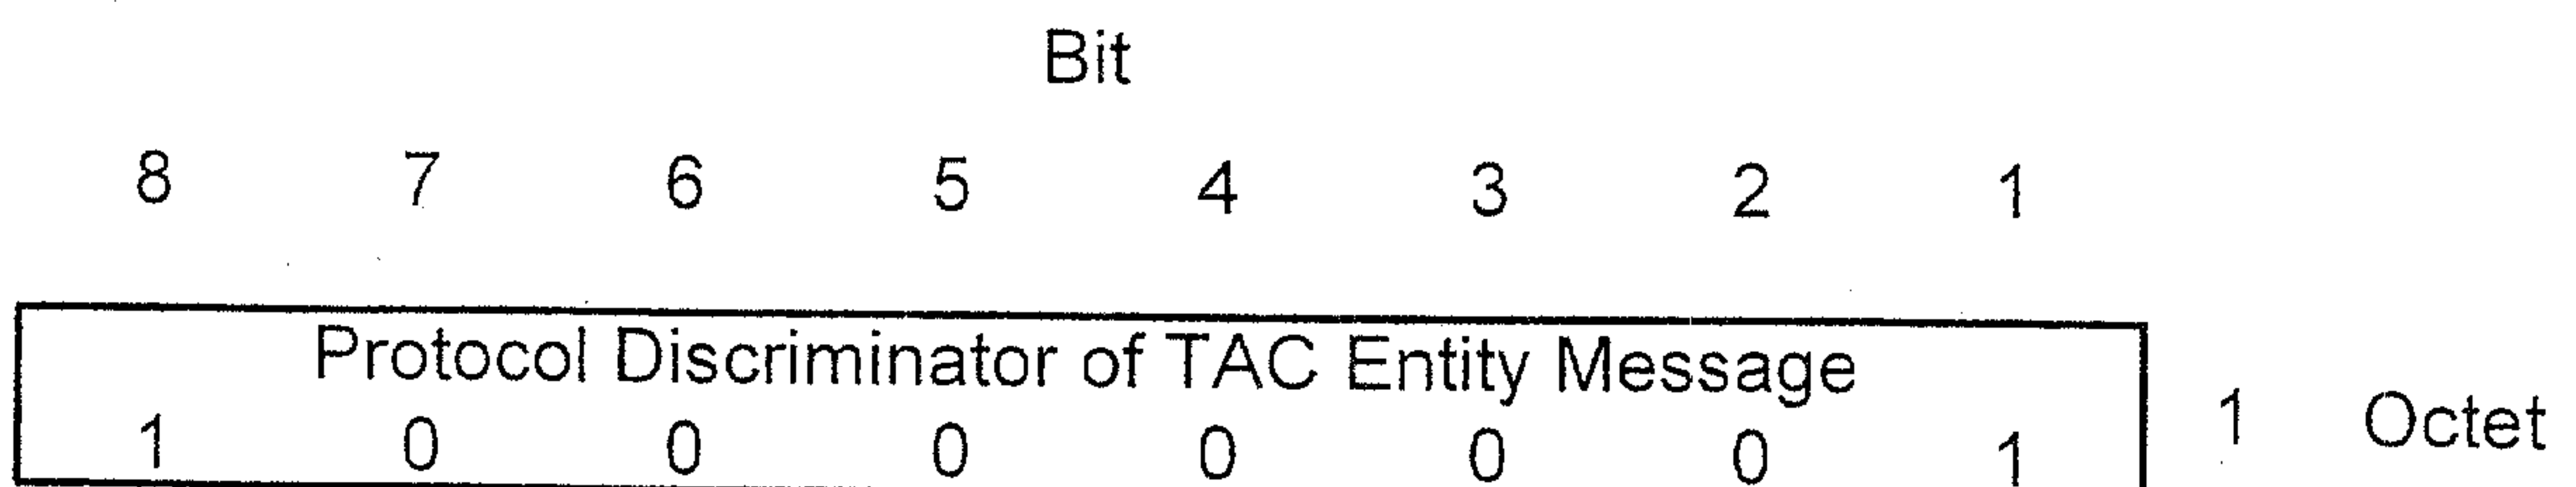 Bit
8 7 6 5 4 3 2 1
Protocol Discriminator of TAC Entity Message
1 0 0 0 0 0 0 1 1 Octet